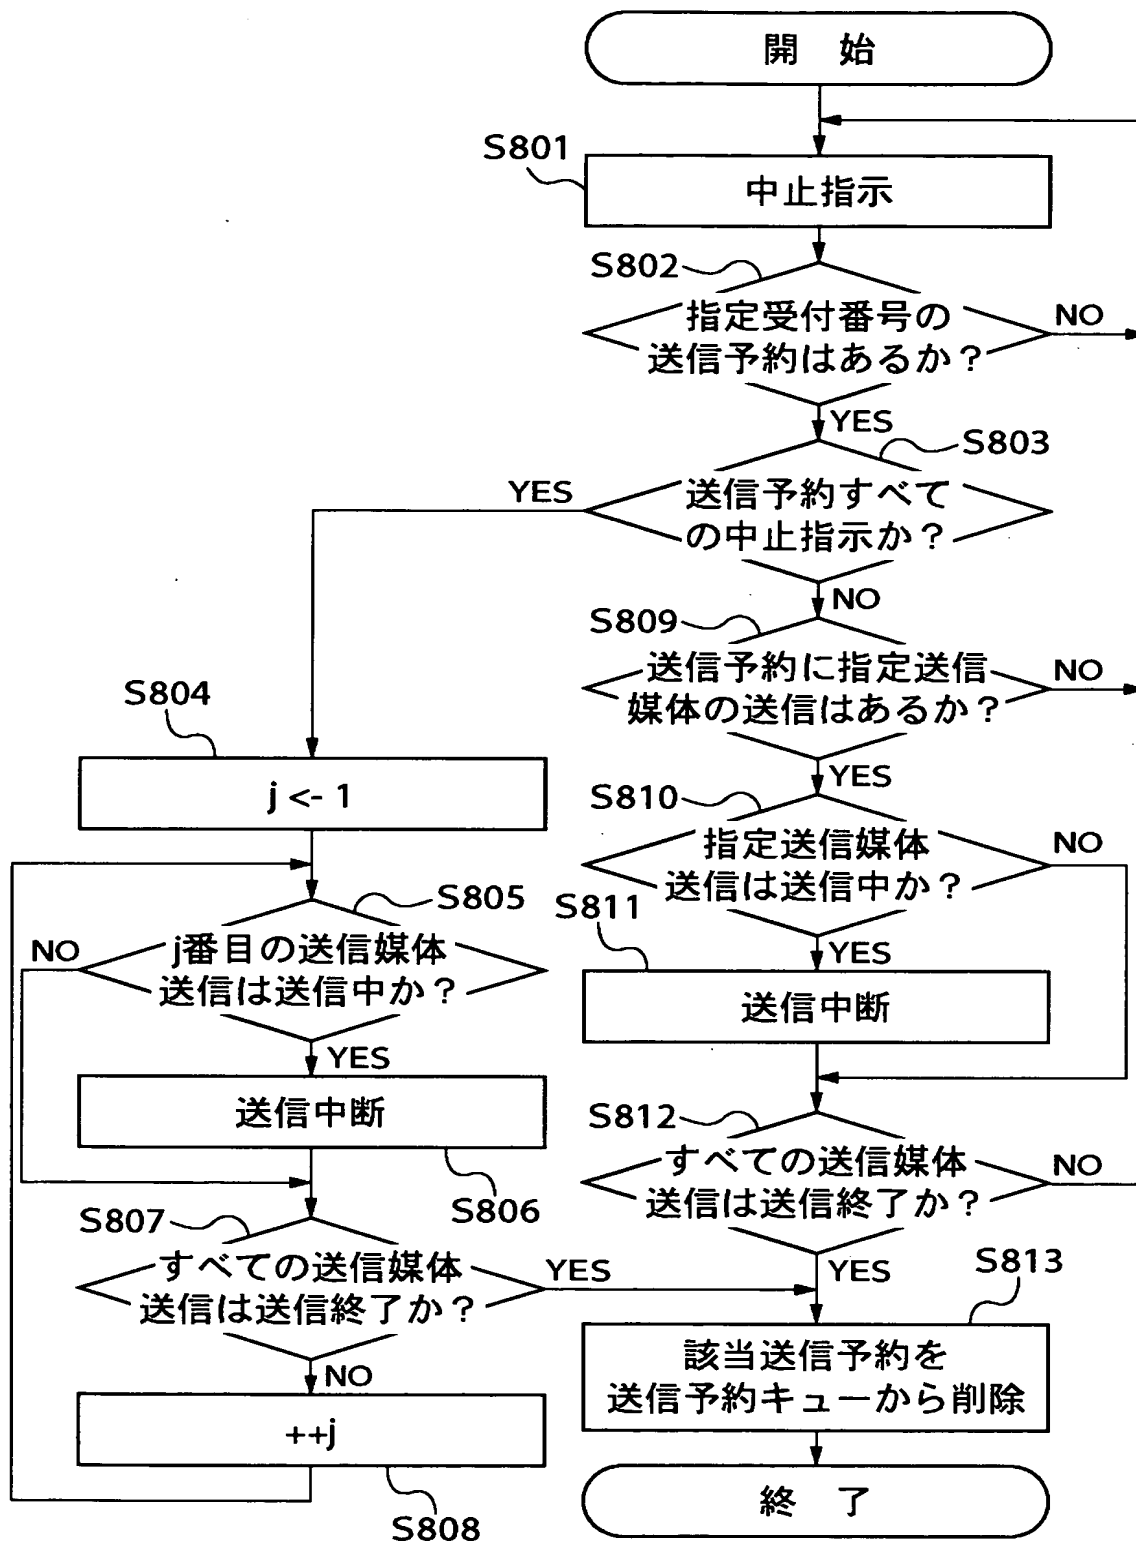 開 始
S801
中止指示
S802
指定受付番号の
送信予約はあるか？
NO
YES
S803
送信予約すべて
の中止指示か？
YES
NO
S809
送信予約に指定送信
媒体の送信はあるか？
NO
YES
S804
j <- 1
S810
指定送信媒体
送信は送信中か？
NO
YES
S805
j番目の送信媒体
送信は送信中か？
NO
YES
S811
送信中断
送信中断
S806
S812
すべての送信媒体
送信は送信終了か？
NO
YES
S807
すべての送信媒体
送信は送信終了か？
YES
NO
S813
該当送信予約を
送信予約キューから削除
++j
S808
終 了